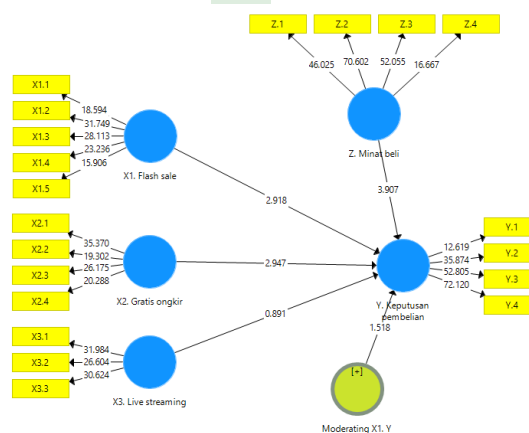 Z.1 Z.2 Z.3 Z.4
46.025 70.602 52.055 16.667
Z. Minat beli
3.907
X1.1
X1.2
X1.3
X1.4
X1.5
18.594
31.749
28.113
23.236
15.906
X1. Flash sale
2.918
X2.1
X2.2
X2.3
X2.4
35.370
19.302
26.175
20.288
X2. Gratis ongkir
2.947
X3.1
X3.2
X3.3
31.984
26.604
30.624
X3. Live streaming
0.891
Y. Keputusan
pembelian
12.619
35.874
52.805
72.120
Y.1
Y.2
Y.3
Y.4
1.518
[+]
Moderating X1. Y